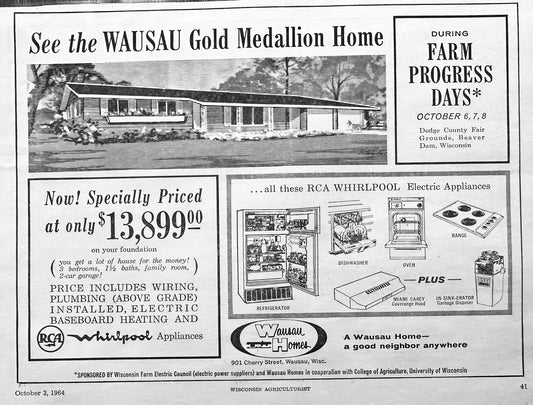 See the WAUSAU Gold Medallion Home
DURING
FARM
PROGRESS
DAYS*
OCTOBER 6, 7, 8
Dodge County Fair
Grounds, Beaver
Dam, Wisconsin
Now! Specially Priced
at only $13,899.00
on your foundation
(you get a lot of house for the money!
3 bedrooms, 1½ baths, family room,
2-car garage!)
PRICE INCLUDES WIRING,
PLUMBING (ABOVE GRADE)
INSTALLED, ELECTRIC
BASEBOARD HEATING AND
RCA Whirlpool Appliances
...all these RCA WHIRLPOOL Electric Appliances
REFRIGERATOR
DISHWASHER
OVEN
RANGE
PLUS
MIAMI CAREY
Coverange Hood
IN-SINK-ERATOR
Garbage Disposer
Wausau
Homes
901 Cherry Street, Wausau, Wisc.
A Wausau Home—
a good neighbor anywhere
*SPONSORED BY Wisconsin Farm Electric Council (electric power suppliers) and Wausau Homes in cooperation with College of Agriculture, University of Wisconsin
October 3, 1964
WISCONSIN AGRICULTURIST
41